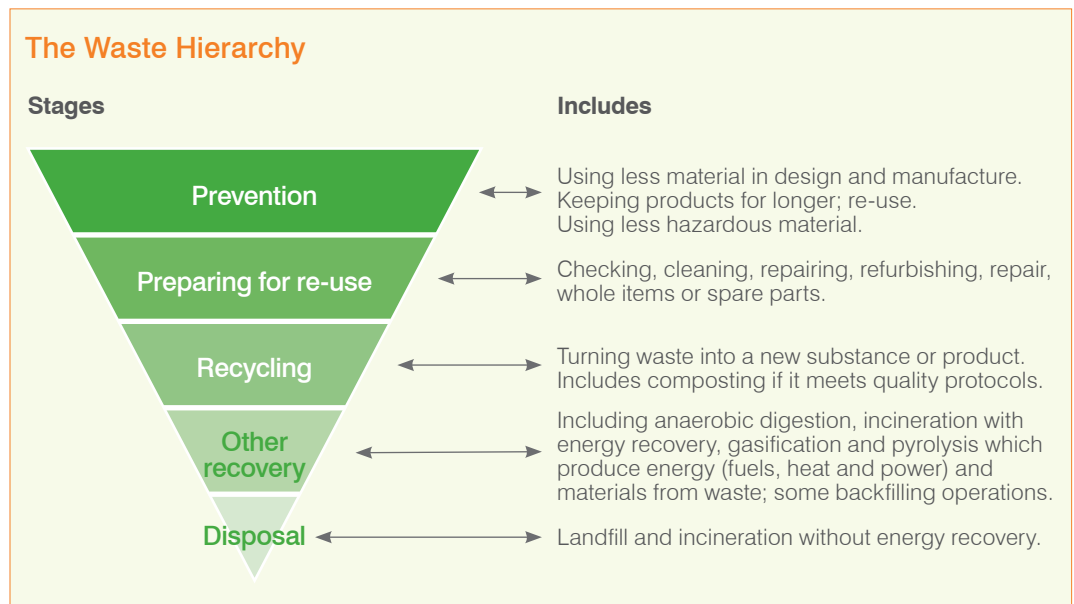 The Waste Hierarchy
Stages
Includes
Prevention
Using less material in design and manufacture.
Keeping products for longer; re-use.
Using less hazardous material.
Preparing for re-use
Checking, cleaning, repairing, refurbishing, repair,
whole items or spare parts.
Recycling
Turning waste into a new substance or product.
Includes composting if it meets quality protocols.
Other
recovery
Including anaerobic digestion, incineration with
energy recovery, gasification and pyrolysis which
produce energy (fuels, heat and power) and
materials from waste; some backfilling operations.
Disposal
Landfill and incineration without energy recovery.